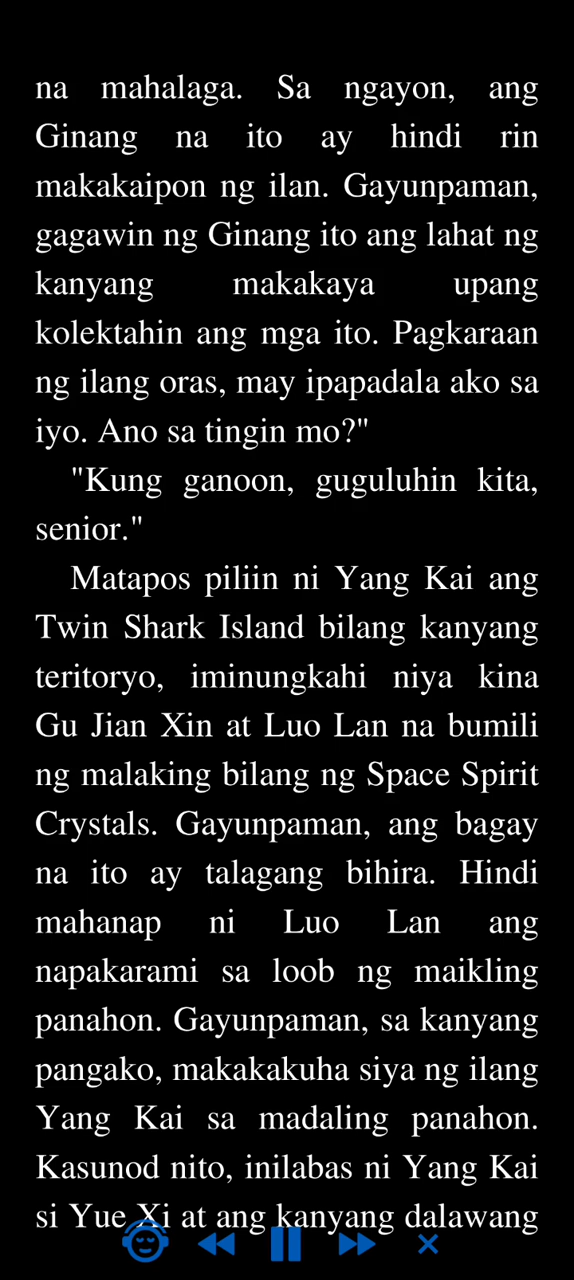 na mahalaga. Sa ngayon, ang
Ginang na ito ay hindi rin
makakaipon ng ilan. Gayunpaman,
gagawin ng Ginang ito ang lahat ng
kanyang makakaya upang
kolektahin ang mga ito. Pagkaraan
ng ilang oras, may ipapadala ako sa
iyo. Ano sa tingin mo?"
"Kung ganoon, guguluhin kita,
senior."
Matapos piliin ni Yang Kai ang
Twin Shark Island bilang kanyang
teritoryo, iminungkahi niya kina
Gu Jian Xin at Luo Lan na bumili
ng malaking bilang ng Space Spirit
Crystals. Gayunpaman, ang bagay
na ito ay talagang bihira. Hindi
mahanap ni Luo Lan ang
napakarami sa loob ng maikling
panahon. Gayunpaman, sa kanyang
pangako, makakakuha siya ng ilang
Yang Kai sa madaling panahon.
Kasunod nito, inilabas ni Yang Kai
si Yue Xi at ang kanyang dalawang